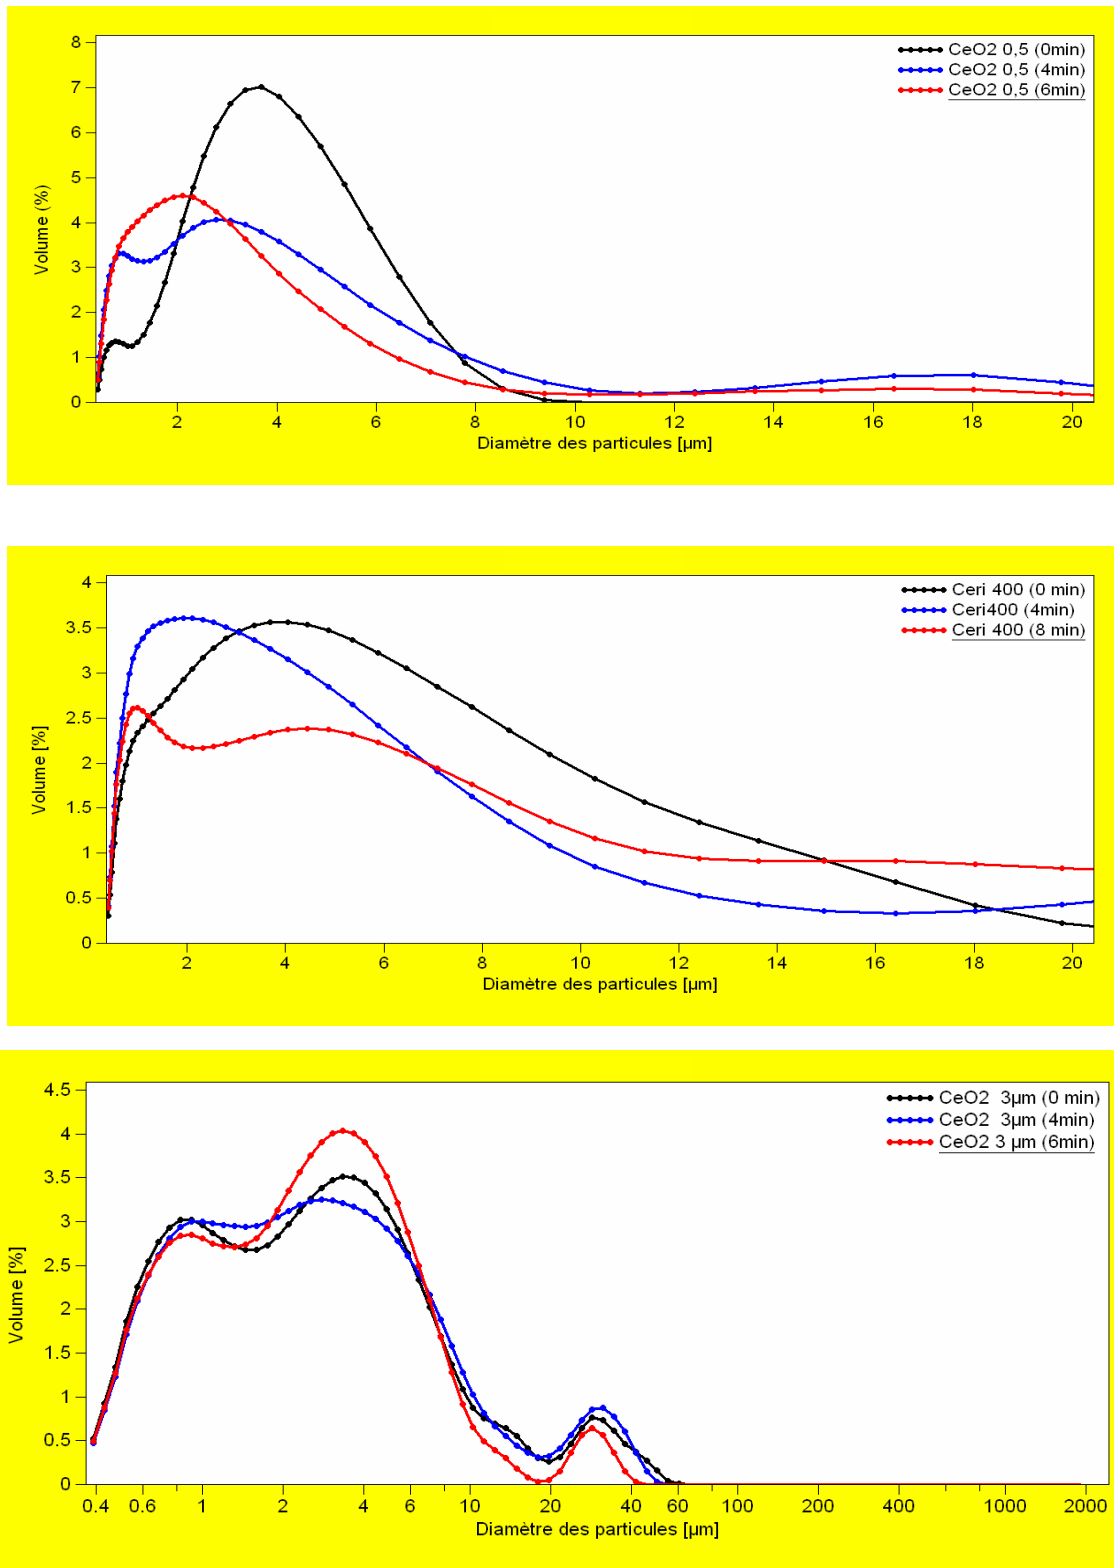 8
7
6
5
4
3
2
1
0
Volume (%)
CeO2 0,5 (0min)
CeO2 0,5 (4min)
CeO2 0,5 (6min)
2 4 6 8 10 12 14 16 18 20
Diamètre des particules [µm]
4
3.5
3
2.5
2
1.5
1
0.5
0
Volume [%]
Ceri 400 (0 min)
Ceri400 (4min)
Ceri 400 (8 min)
2 4 6 8 10 12 14 16 18 20
Diamètre des particules [µm]
4.5
4
3.5
3
2.5
2
1.5
1
0.5
0
Volume [%]
CeO2 3µm (0 min)
CeO2 3µm (4min)
CeO2 3 µm (6min)
0.4 0.6 1 2 4 6 10 20 40 60 100 200 400 1000 2000
Diamètre des particules [µm]